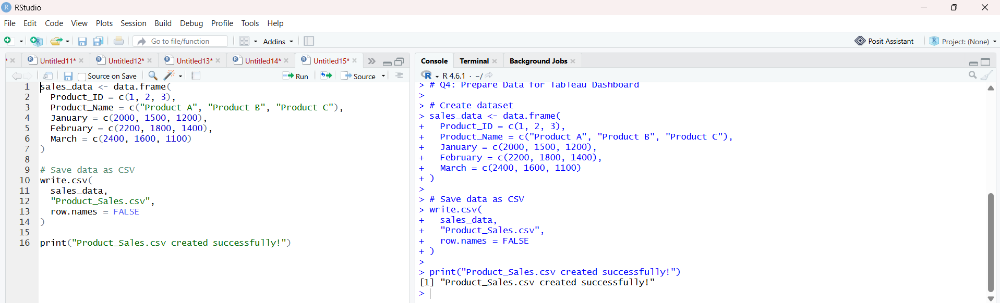 RStudio
File Edit Code View Plots Session Build Debug Profile Tools Help
Go to file/function Addins Posit Assistant Project: (None)
Untitled11* Untitled12* Untitled13* Untitled14* Untitled15*
Source on Save Run Source
1 sales_data <- data.frame(
2   Product_ID = c(1, 2, 3),
3   Product_Name = c("Product A", "Product B", "Product C"),
4   January = c(2000, 1500, 1200),
5   February = c(2200, 1800, 1400),
6   March = c(2400, 1600, 1100)
7 )
8
9 # Save data as CSV
10 write.csv(
11   sales_data,
12   "Product_Sales.csv",
13   row.names = FALSE
14 )
15
16 print("Product_Sales.csv created successfully!")
Console Terminal Background Jobs
R 4.6.1 · ~/
> # Q4: Prepare Data for Tableau Dashboard
>
> # Create dataset
> sales_data <- data.frame(
+   Product_ID = c(1, 2, 3),
+   Product_Name = c("Product A", "Product B", "Product C"),
+   January = c(2000, 1500, 1200),
+   February = c(2200, 1800, 1400),
+   March = c(2400, 1600, 1100)
+ )
>
> # Save data as CSV
> write.csv(
+   sales_data,
+   "Product_Sales.csv",
+   row.names = FALSE
+ )
>
> print("Product_Sales.csv created successfully!")
[1] "Product_Sales.csv created successfully!"
>